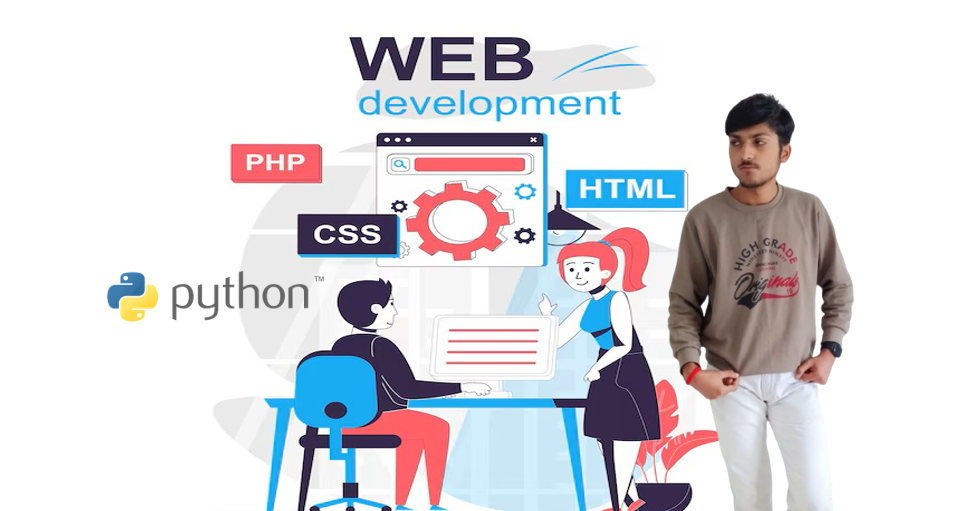 WEB
development
PHP
HTML
CSS
python™
HIGH GRADE
Originals